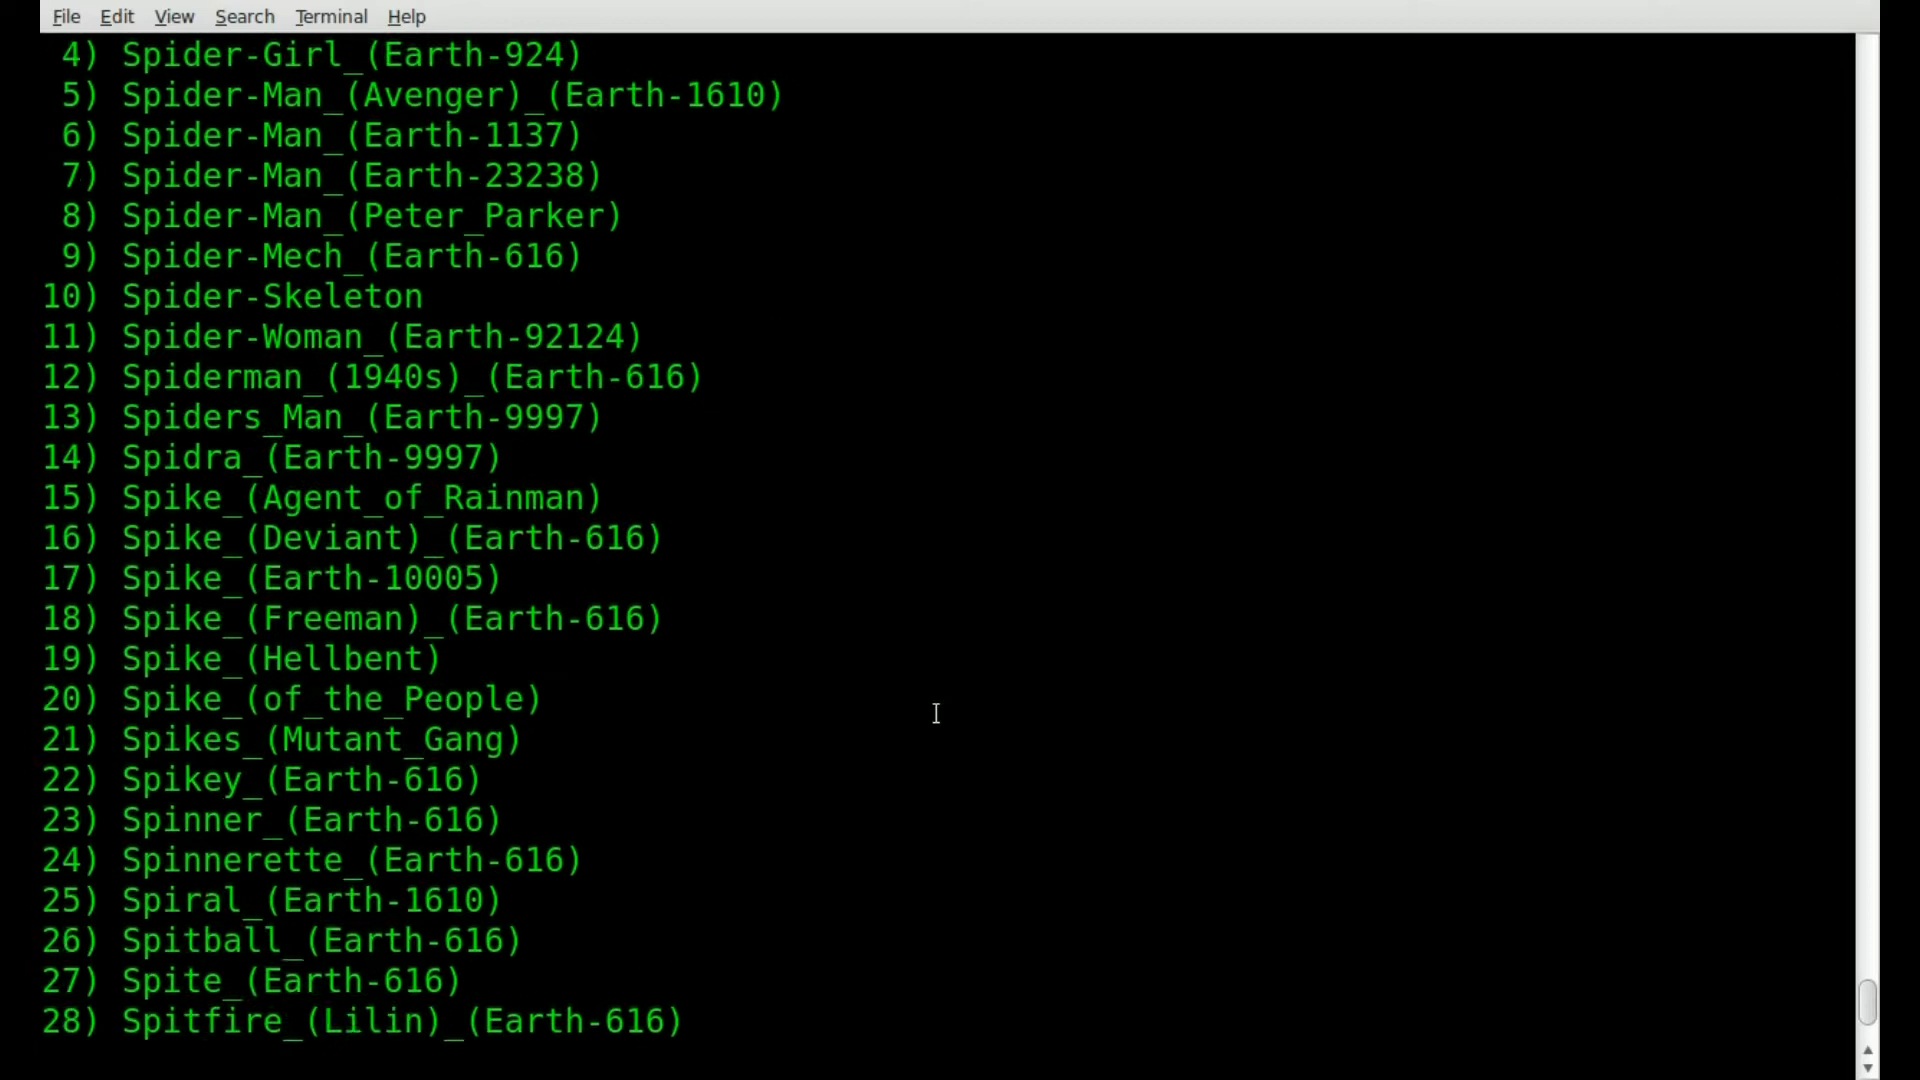 File Edit View Search Terminal Help
4) Spider-Girl_(Earth-924)
5) Spider-Man_(Avenger)_(Earth-1610)
6) Spider-Man_(Earth-1137)
7) Spider-Man_(Earth-23238)
8) Spider-Man_(Peter_Parker)
9) Spider-Mech_(Earth-616)
10) Spider-Skeleton
11) Spider-Woman_(Earth-92124)
12) Spiderman_(1940s)_(Earth-616)
13) Spiders_Man_(Earth-9997)
14) Spidra_(Earth-9997)
15) Spike_(Agent_of_Rainman)
16) Spike_(Deviant)_(Earth-616)
17) Spike_(Earth-10005)
18) Spike_(Freeman)_(Earth-616)
19) Spike_(Hellbent)
20) Spike_(of_the_People)
21) Spikes_(Mutant_Gang)
22) Spikey_(Earth-616)
23) Spinner_(Earth-616)
24) Spinnerette_(Earth-616)
25) Spiral_(Earth-1610)
26) Spitball_(Earth-616)
27) Spite_(Earth-616)
28) Spitfire_(Lilin)_(Earth-616)